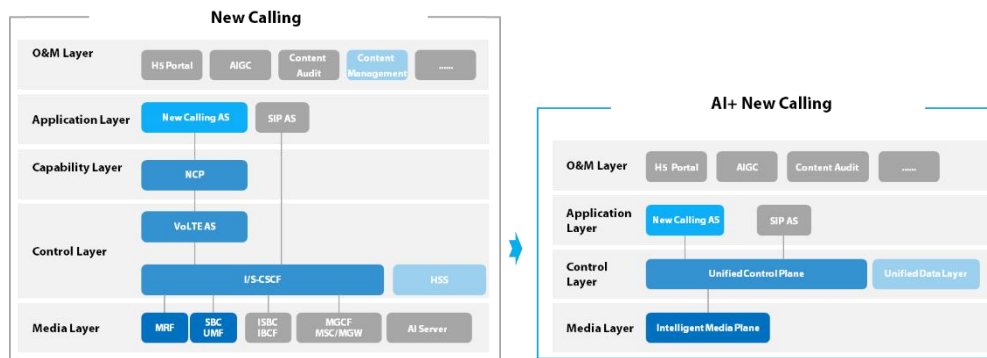 New Calling
O&M Layer
H5 Portal
AIGC
Content
Audit
Content
Management
......
Application Layer
New Calling AS
SIP AS
Capability Layer
NCP
Control Layer
VoLTE AS
I/S-CSCF
HSS
Media Layer
MRF
SBC
UMF
ISBC
IBCF
MGCF
MSC/MGW
AI Server
AI+ New Calling
O&M Layer
H5 Portal
AIGC
Content Audit
......
Application
Layer
New Calling AS
SIP AS
Control
Layer
Unified Control Plane
Unified Data Layer
Media Layer
Intelligent Media Plane